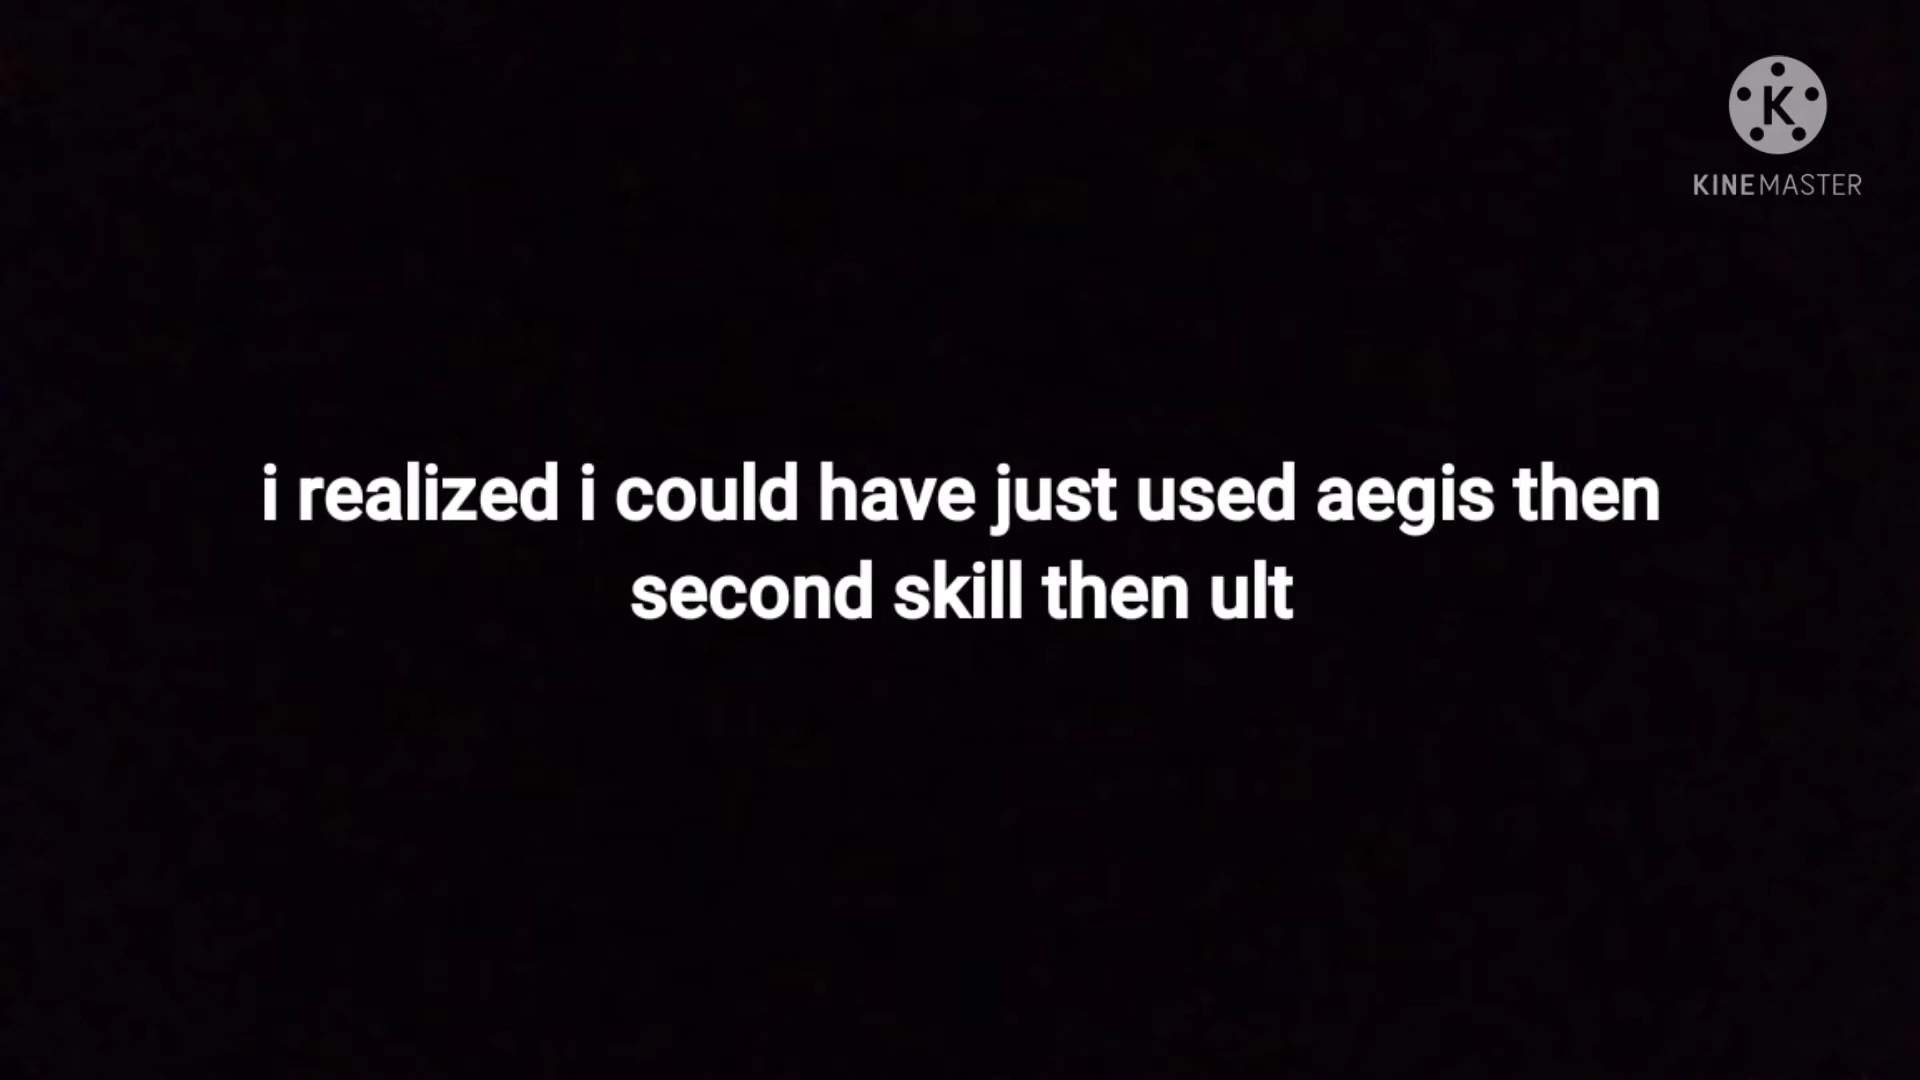 K
KINEMASTER
i realized i could have just used aegis then
second skill then ult